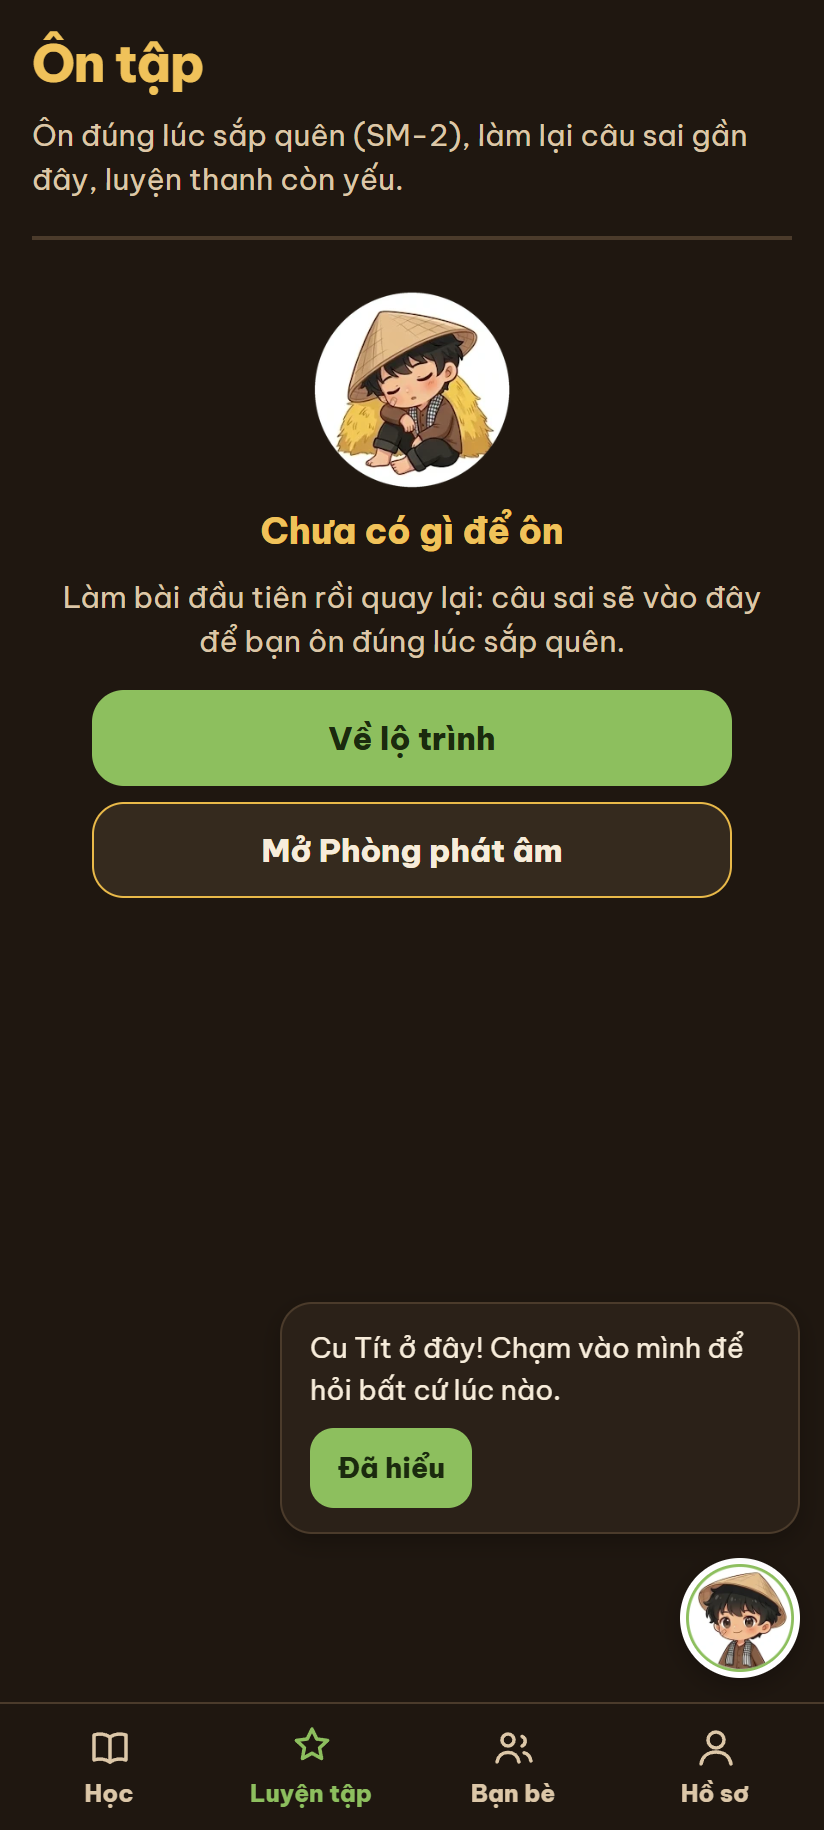 Ôn tập
Ôn đúng lúc sắp quên (SM-2), làm lại câu sai gần
đây, luyện thanh còn yếu.
Chưa có gì để ôn
Làm bài đầu tiên rồi quay lại: câu sai sẽ vào đây
để bạn ôn đúng lúc sắp quên.
Về lộ trình
Mở Phòng phát âm
Cu Tít ở đây! Chạm vào mình để
hỏi bất cứ lúc nào.
Đã hiểu
Học
Luyện tập
Bạn bè
Hồ sơ